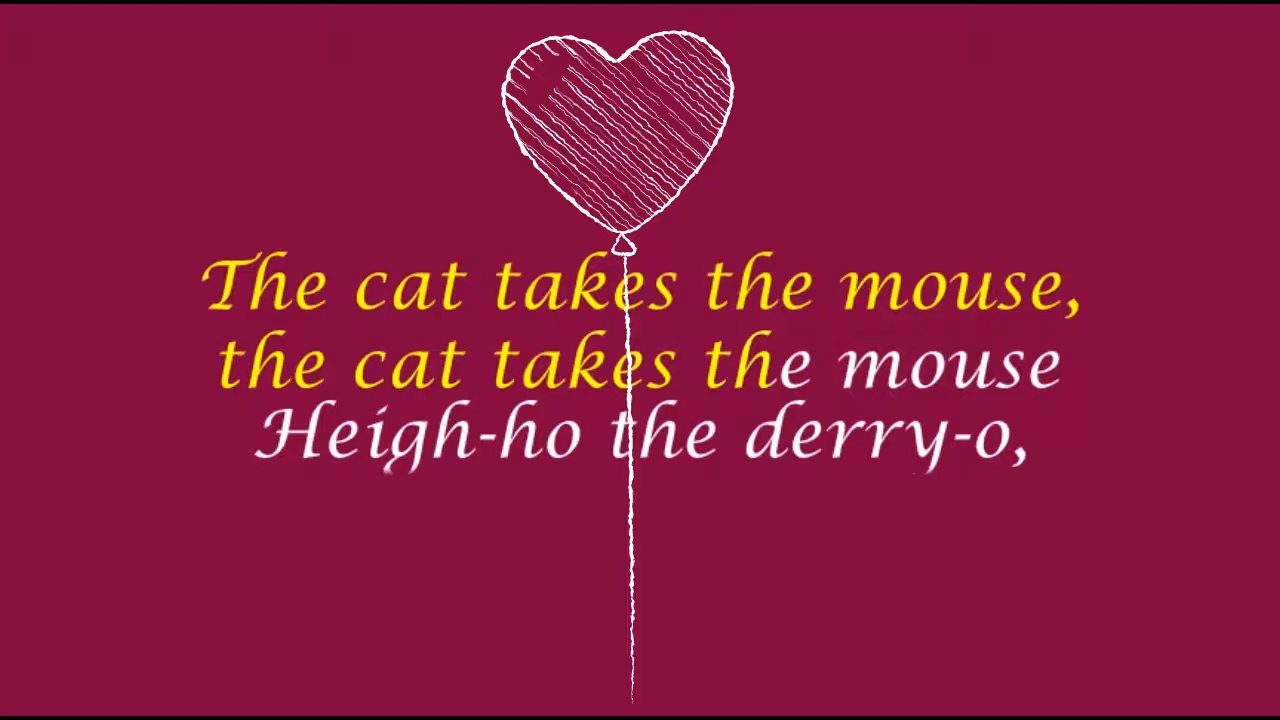 The cat takes the mouse,
the cat takes the mouse
Heigh-ho the derry-o,